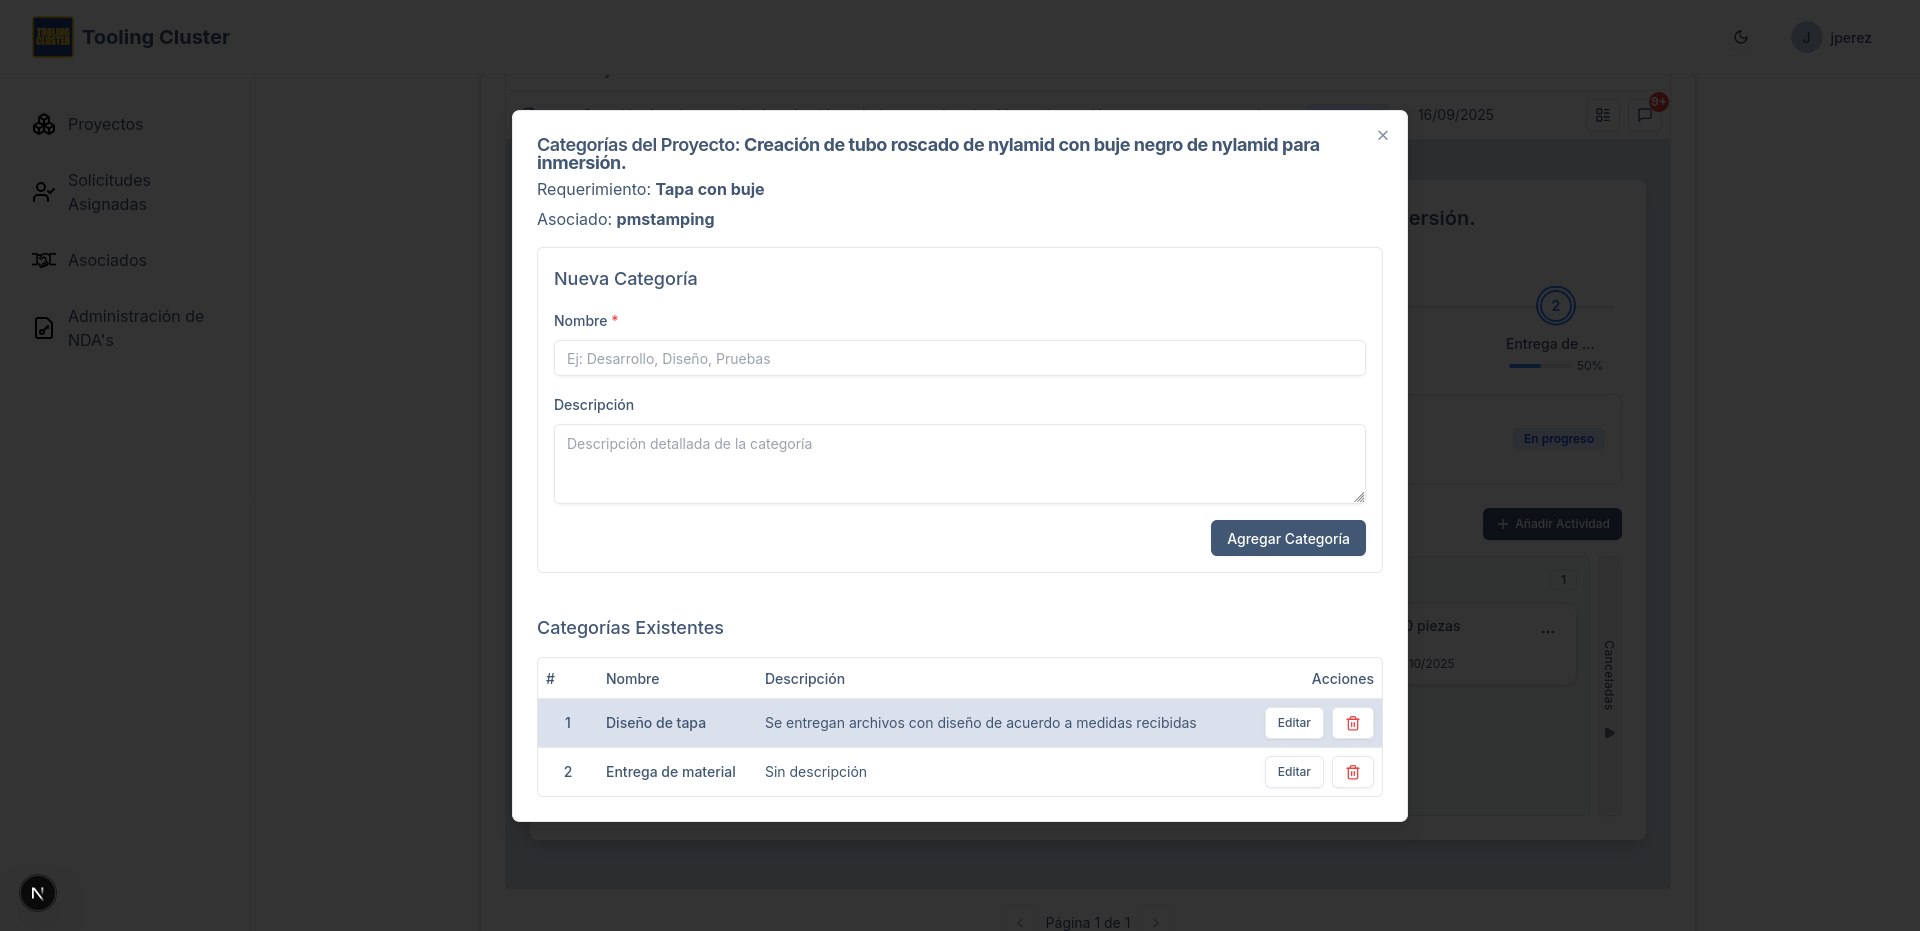 TOOLING
CLUSTER
Tooling Cluster
J
jperez
Proyectos
Solicitudes
Asignadas
Asociados
Administración de
NDA's
16/09/2025
9+
Categorías del Proyecto: Creación de tubo roscado de nylamid con buje negro de nylamid para
inmersión.
Requerimiento: Tapa con buje
Asociado: pmstamping
Nueva Categoría
Nombre *
Ej: Desarrollo, Diseño, Pruebas
Descripción
Descripción detallada de la categoría
Agregar Categoría
Categorías Existentes
# Nombre Descripción Acciones
1 Diseño de tapa Se entregan archivos con diseño de acuerdo a medidas recibidas Editar
2 Entrega de material Sin descripción Editar
ersión.
2
Entrega de ...
50%
En progreso
+ Añadir Actividad
1
0 piezas
...
10/2025
Canceladas
N
Página 1 de 1